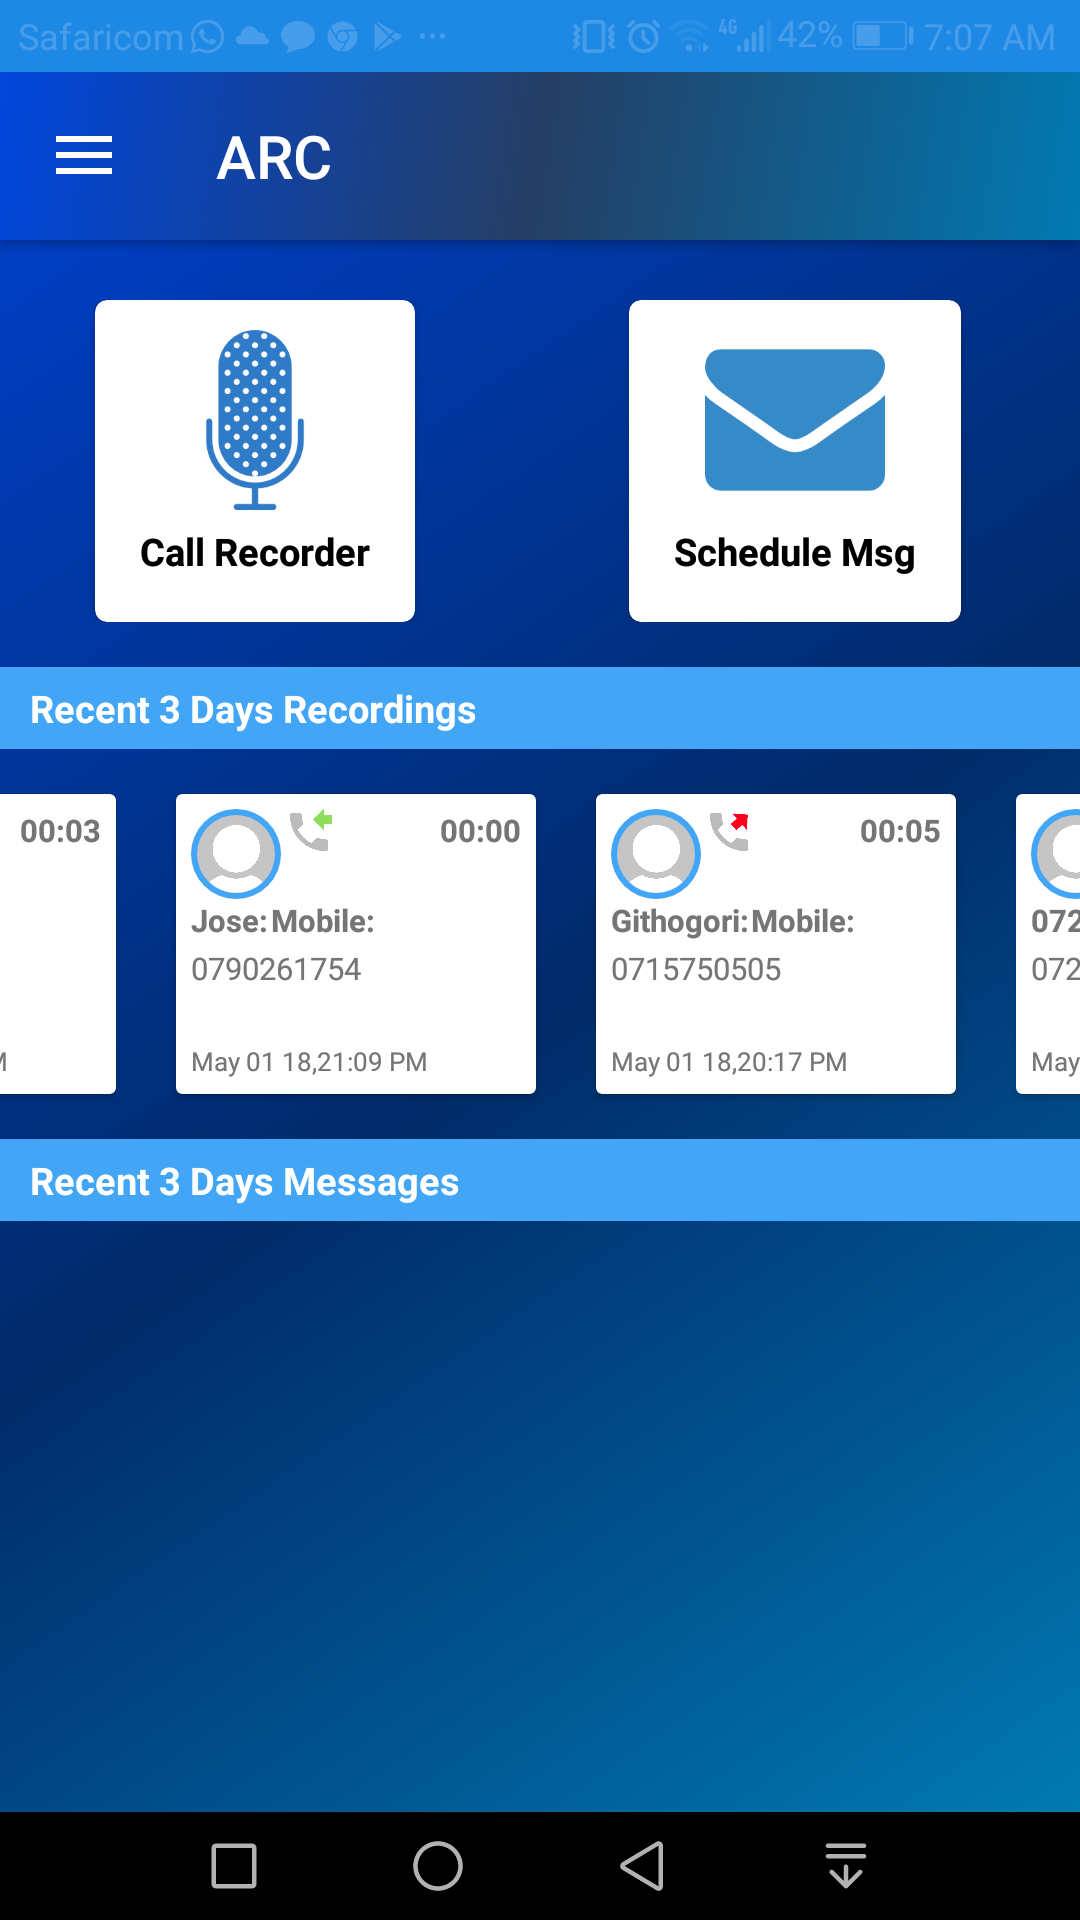 Safaricom 4G 42% 7:07 AM
ARC
Call Recorder
Schedule Msg
Recent 3 Days Recordings
00:03
00:00
00:05
Jose: Mobile:
Githogori: Mobile:
072
0790261754
0715750505
072
M
May 01 18,21:09 PM
May 01 18,20:17 PM
May
Recent 3 Days Messages